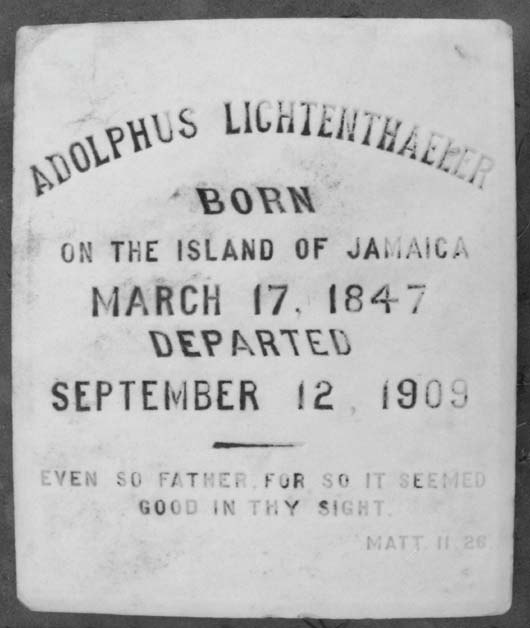 ADOLPHUS LICHTENTHAELER
BORN
ON THE ISLAND OF JAMAICA
MARCH 17, 1847
DEPARTED
SEPTEMBER 12, 1909
EVEN SO FATHER, FOR SO IT SEEMED
GOOD IN THY SIGHT.
MATT. 11, 26